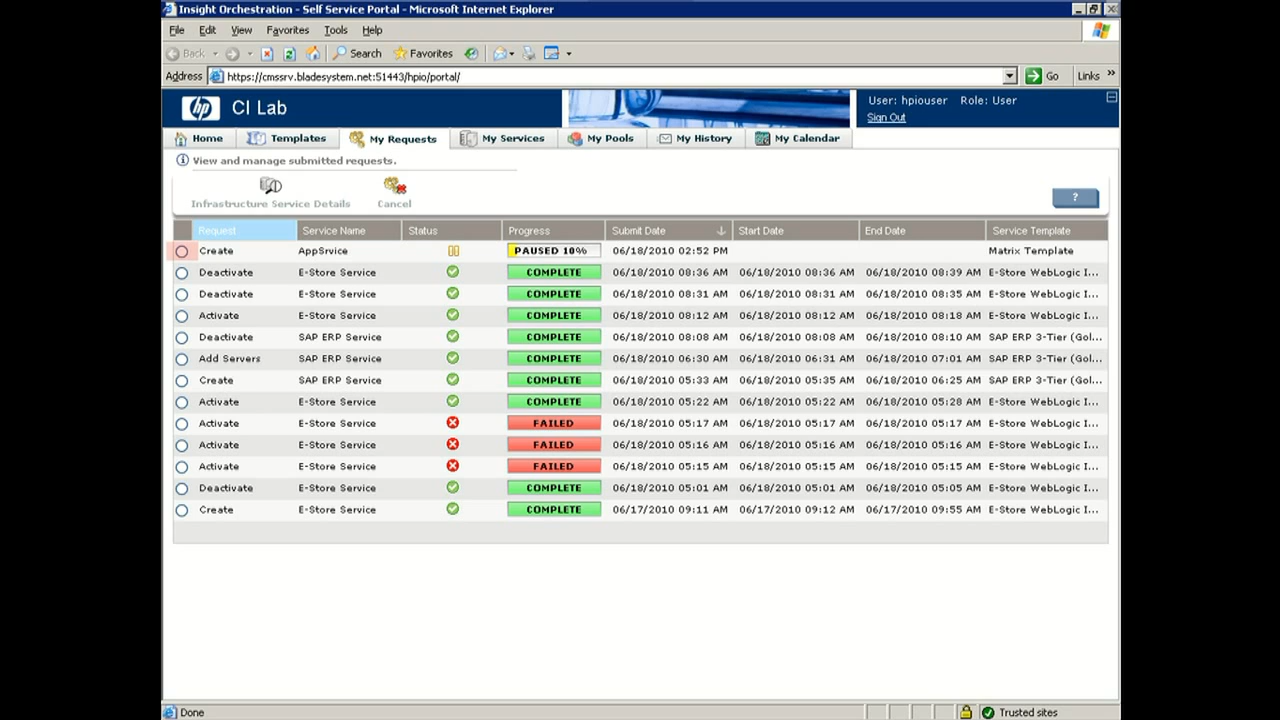 Insight Orchestration - Self Service Portal - Microsoft Internet Explorer
File Edit View Favorites Tools Help
Back Search Favorites
Address https://cmssrv.bladesystem.net:51443/hpio/portal/ Go Links »
hp CI Lab User: hpiouser Role: User
Sign Out
Home Templates My Requests My Services My Pools My History My Calendar
View and manage submitted requests.
Infrastructure Service Details Cancel ?
Request Service Name Status Progress Submit Date Start Date End Date Service Template
Create AppSrvice PAUSED 10% 06/18/2010 02:52 PM Matrix Template
Deactivate E-Store Service COMPLETE 06/18/2010 08:36 AM 06/18/2010 08:36 AM 06/18/2010 08:39 AM E-Store WebLogic I...
Deactivate E-Store Service COMPLETE 06/18/2010 08:31 AM 06/18/2010 08:31 AM 06/18/2010 08:35 AM E-Store WebLogic I...
Activate E-Store Service COMPLETE 06/18/2010 08:12 AM 06/18/2010 08:12 AM 06/18/2010 08:18 AM E-Store WebLogic I...
Deactivate SAP ERP Service COMPLETE 06/18/2010 08:08 AM 06/18/2010 08:08 AM 06/18/2010 08:10 AM SAP ERP 3-Tier (Gol...
Add Servers SAP ERP Service COMPLETE 06/18/2010 06:30 AM 06/18/2010 06:31 AM 06/18/2010 07:01 AM SAP ERP 3-Tier (Gol...
Create SAP ERP Service COMPLETE 06/18/2010 05:33 AM 06/18/2010 05:35 AM 06/18/2010 06:25 AM SAP ERP 3-Tier (Gol...
Activate E-Store Service COMPLETE 06/18/2010 05:22 AM 06/18/2010 05:22 AM 06/18/2010 05:28 AM E-Store WebLogic I...
Activate E-Store Service FAILED 06/18/2010 05:17 AM 06/18/2010 05:17 AM 06/18/2010 05:17 AM E-Store WebLogic I...
Activate E-Store Service FAILED 06/18/2010 05:16 AM 06/18/2010 05:16 AM 06/18/2010 05:16 AM E-Store WebLogic I...
Activate E-Store Service FAILED 06/18/2010 05:15 AM 06/18/2010 05:15 AM 06/18/2010 05:15 AM E-Store WebLogic I...
Deactivate E-Store Service COMPLETE 06/18/2010 05:01 AM 06/18/2010 05:01 AM 06/18/2010 05:05 AM E-Store WebLogic I...
Create E-Store Service COMPLETE 06/17/2010 09:11 AM 06/17/2010 09:12 AM 06/17/2010 09:55 AM E-Store WebLogic I...
Done Trusted sites